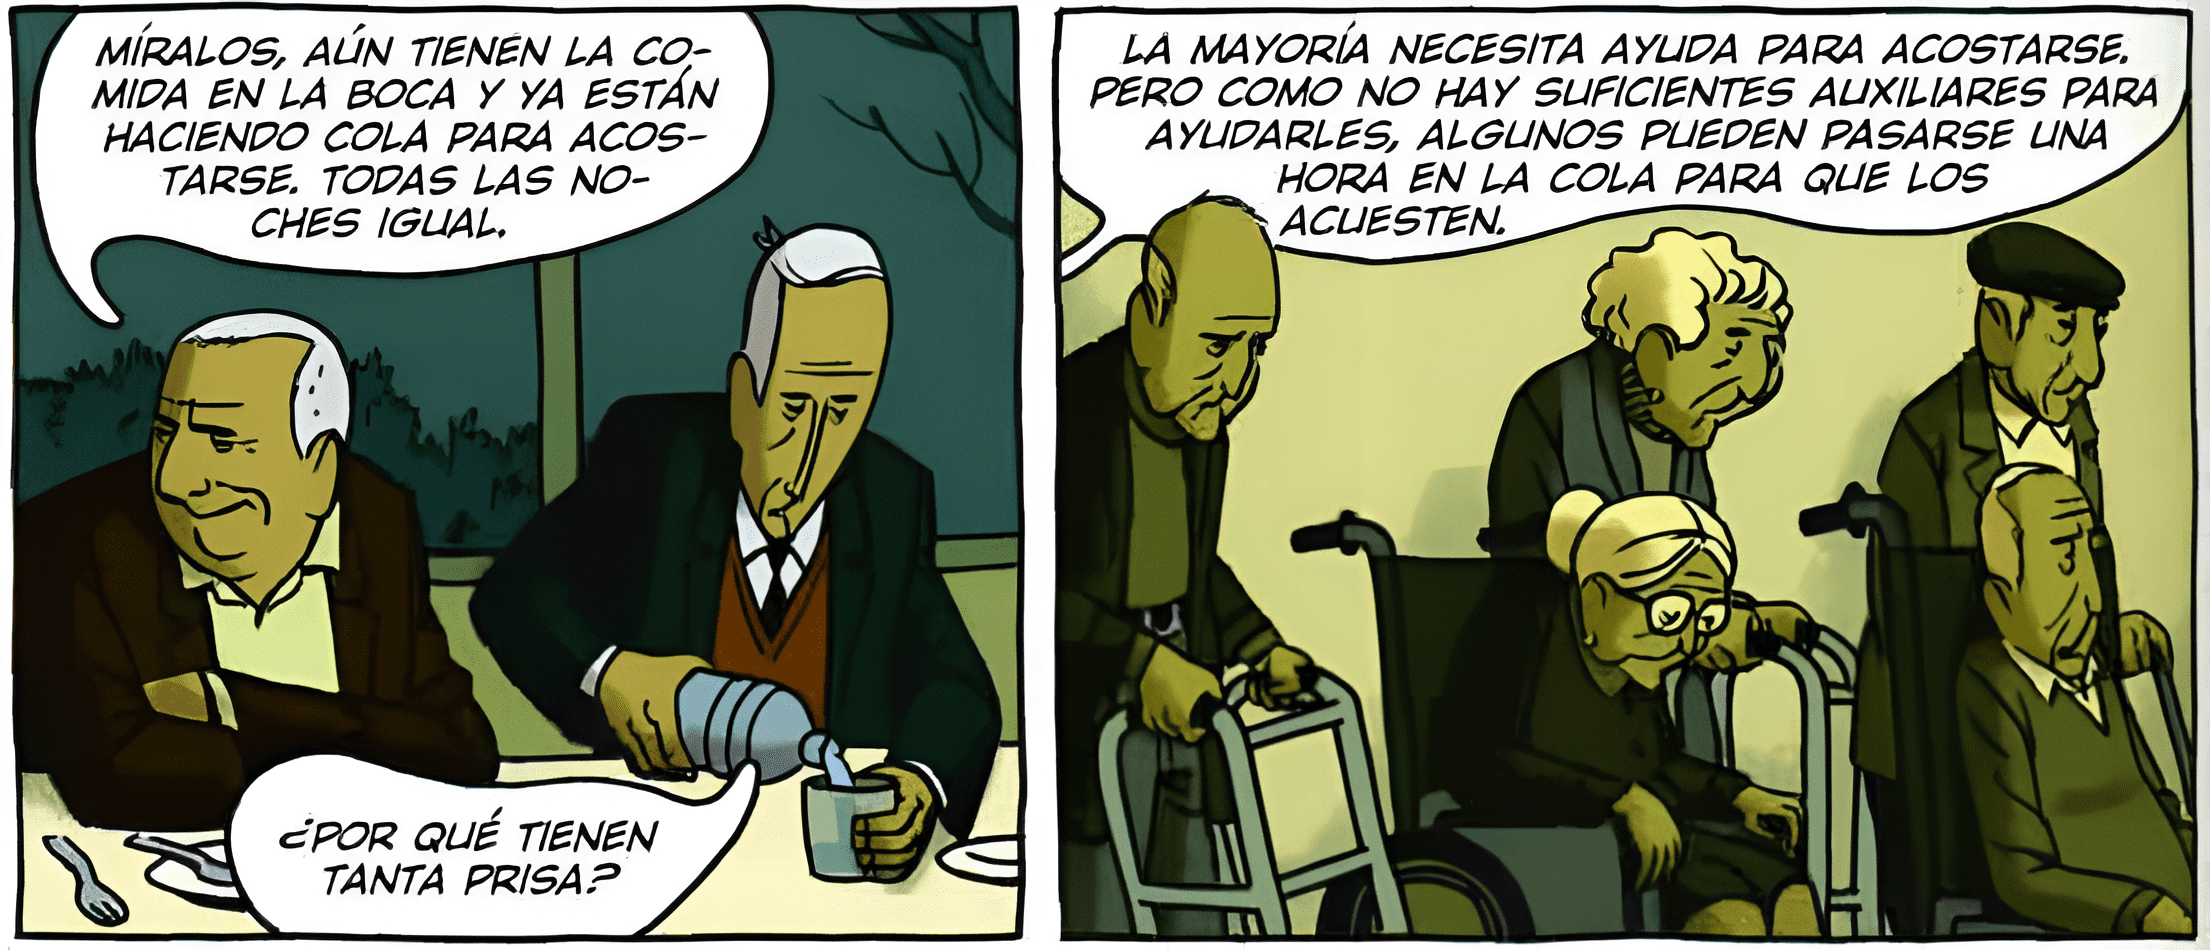 MÍRALOS, AÚN TIENEN LA CO-
MIDA EN LA BOCA Y YA ESTÁN
HACIENDO COLA PARA ACOS-
TARSE. TODAS LAS NO-
CHES IGUAL.
¿POR QUÉ TIENEN
TANTA PRISA?
LA MAYORÍA NECESITA AYUDA PARA ACOSTARSE.
PERO COMO NO HAY SUFICIENTES AUXILIARES PARA
AYUDARLES, ALGUNOS PUEDEN PASARSE UNA
HORA EN LA COLA PARA QUE LOS
ACUESTEN.